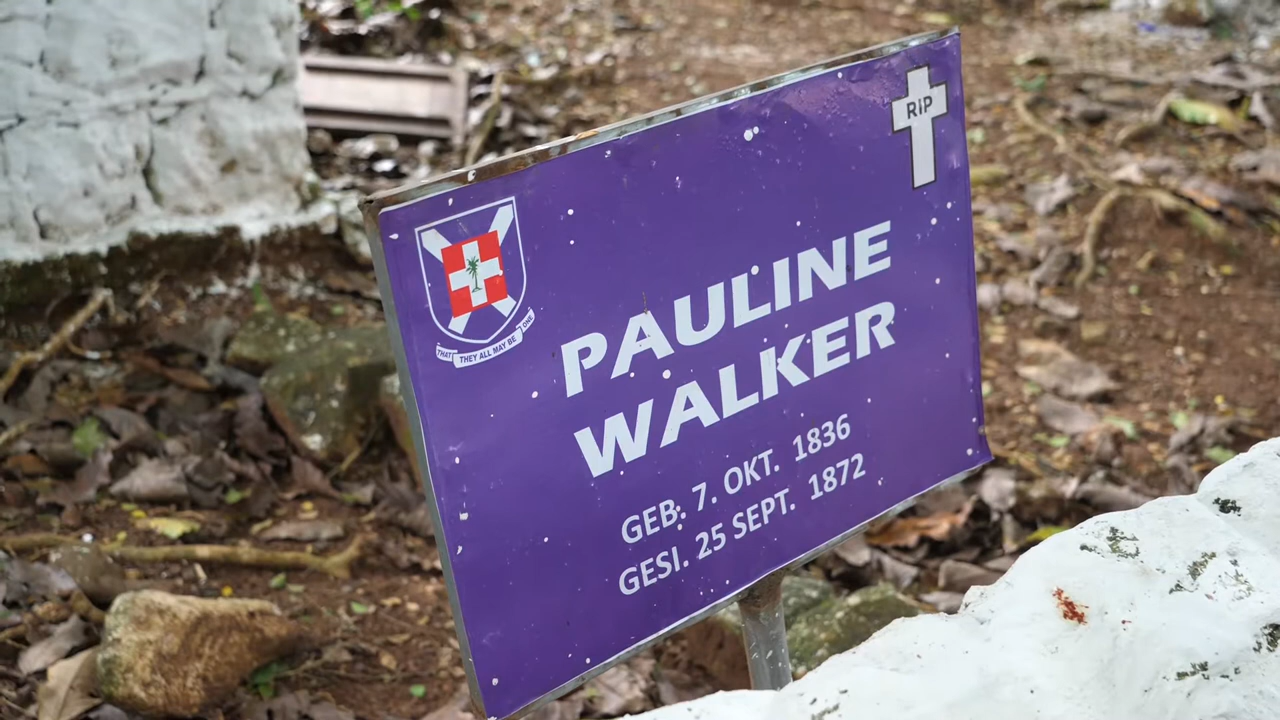 RIP
THAT THEY ALL MAY BE ONE
PAULINE
WALKER
GEB: 7. OKT. 1836
GESI. 25 SEPT. 1872